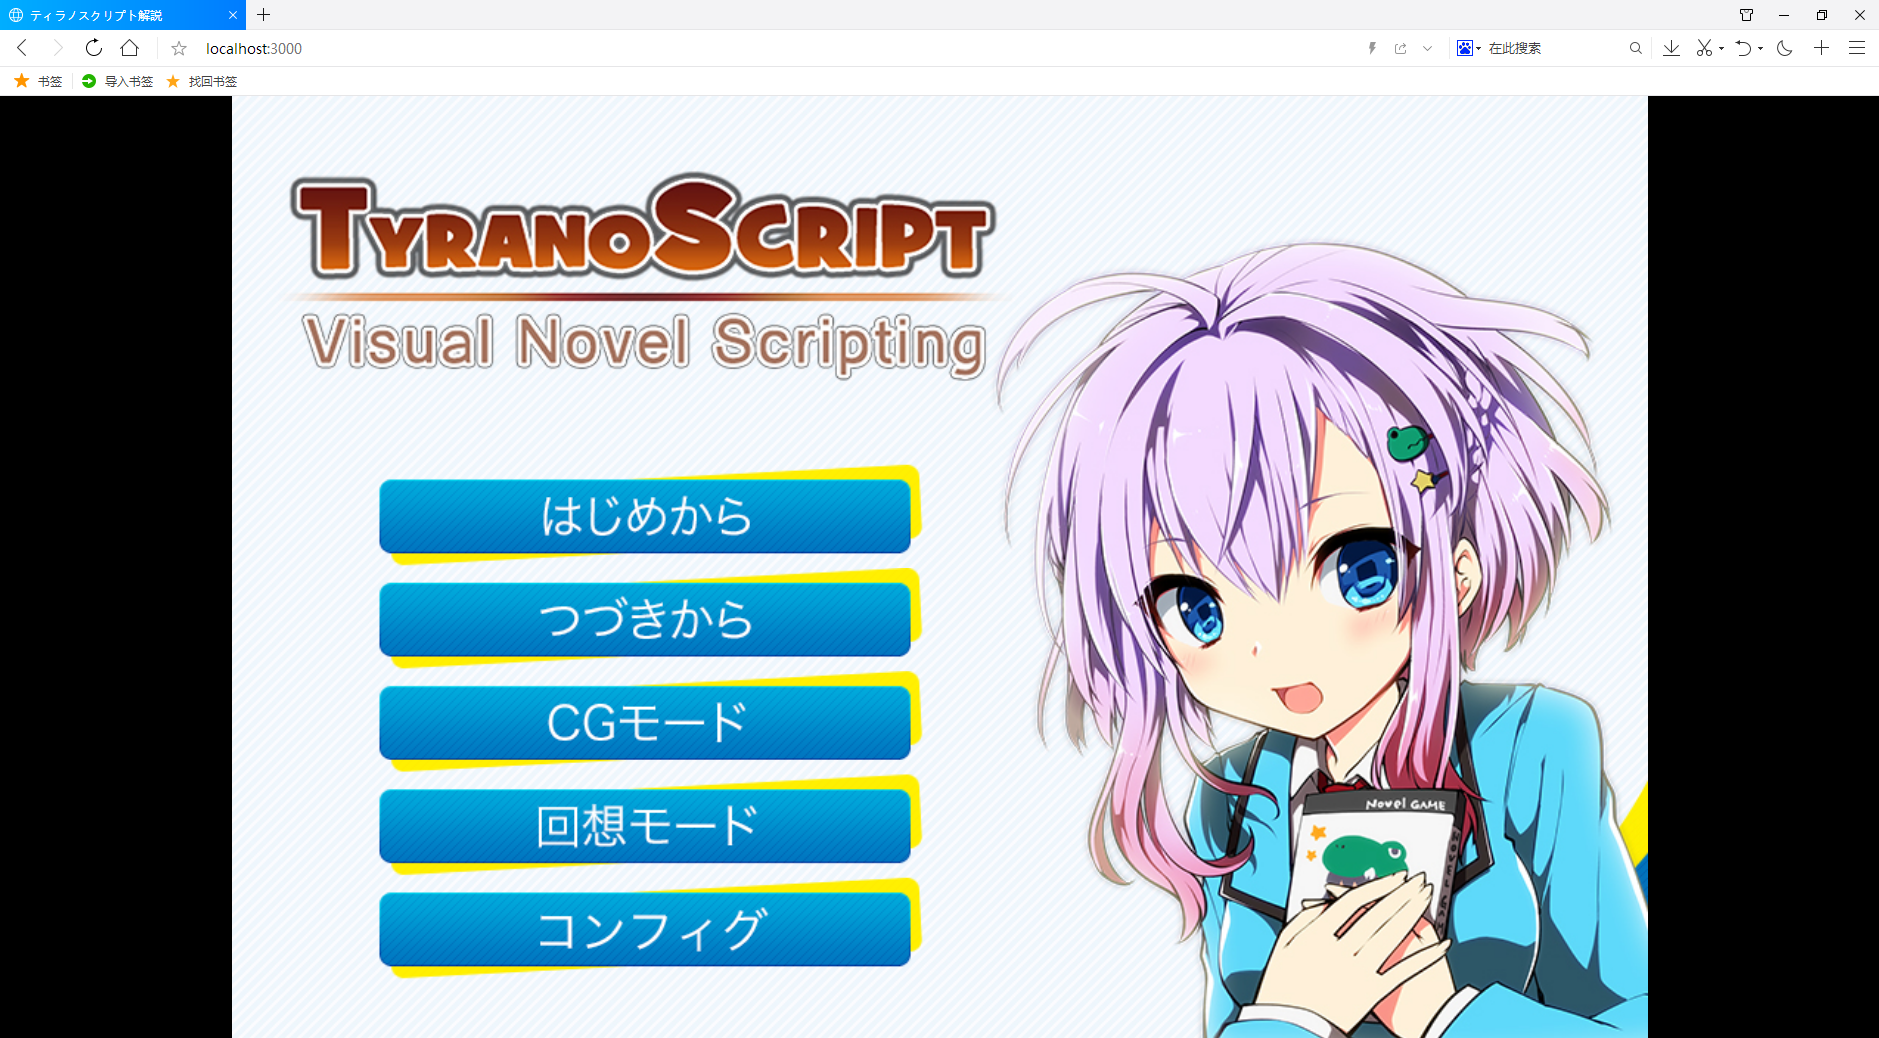 ティラノスクリプト解説
localhost:3000
在此搜索
书签
导入书签
找回书签
TYRANOSCRIPT
Visual Novel Scripting
はじめから
つづきから
CGモード
回想モード
コンフィグ
Novel GAME